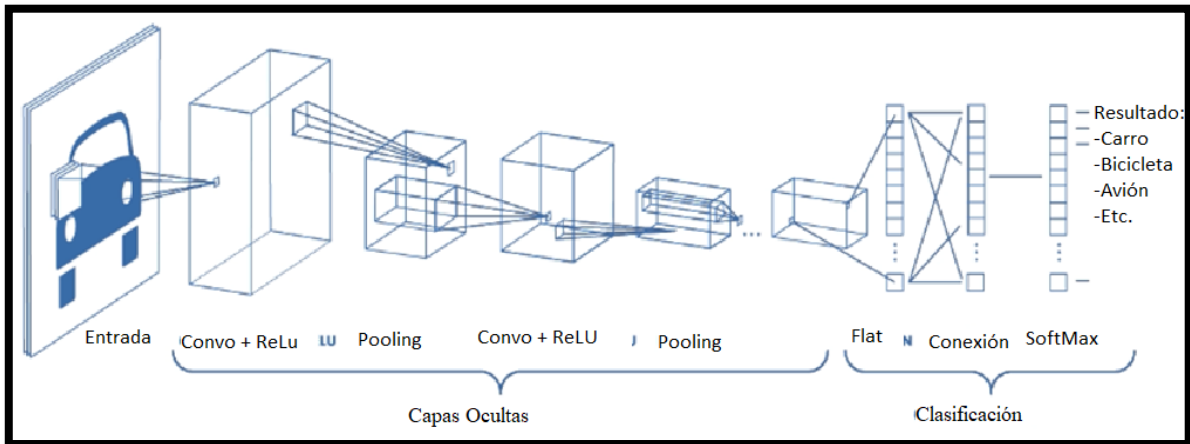 Resultado:
-Carro
-Bicicleta
-Avión
-Etc.
...
Entrada
Convo + ReLu
LU
Pooling
Convo + ReLU
Pooling
Flat
N
Conexión
SoftMax
Capas Ocultas
Clasificación